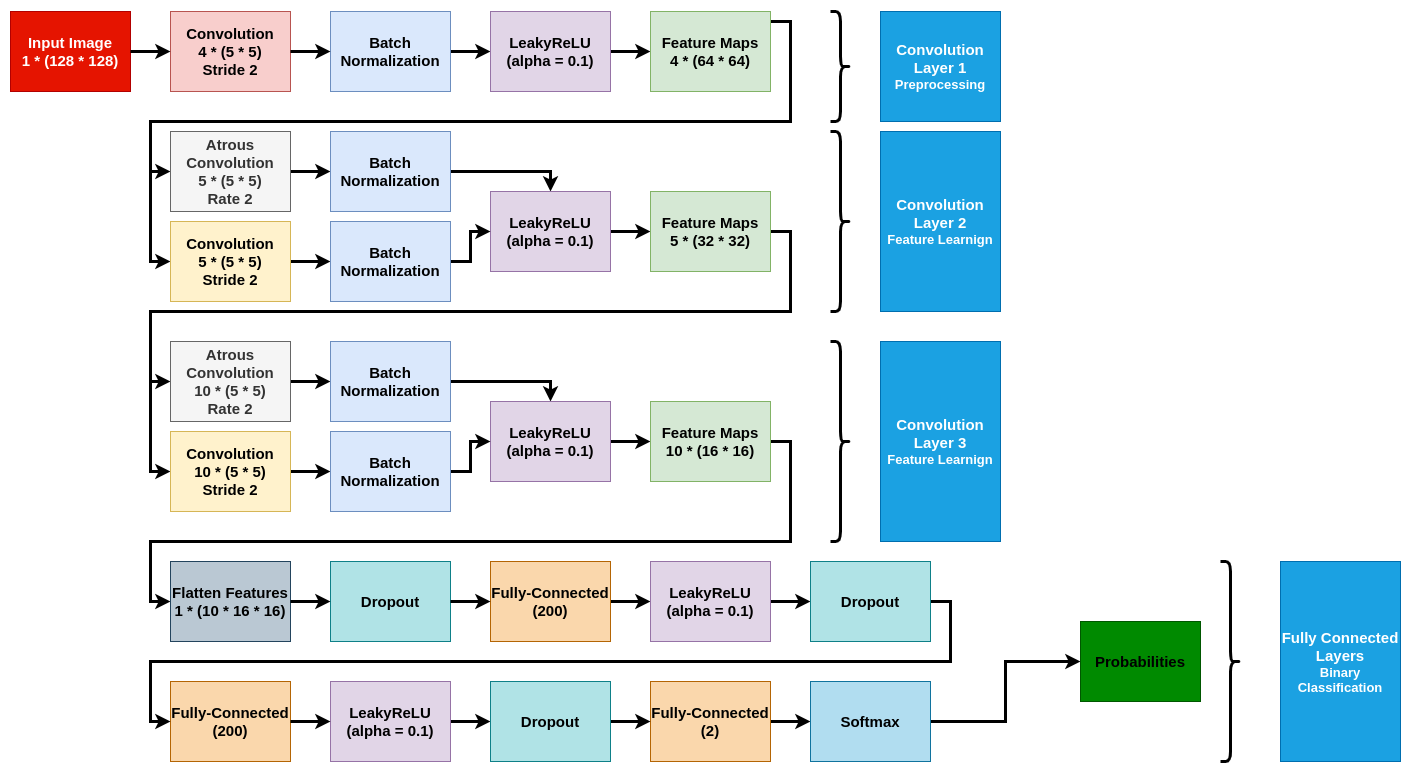 Input Image
1 * (128 * 128)
Convolution
4 * (5 * 5)
Stride 2
Batch
Normalization
LeakyReLU
(alpha = 0.1)
Feature Maps
4 * (64 * 64)
Convolution
Layer 1
Preprocessing
Atrous
Convolution
5 * (5 * 5)
Rate 2
Batch
Normalization
Convolution
5 * (5 * 5)
Stride 2
Batch
Normalization
LeakyReLU
(alpha = 0.1)
Feature Maps
5 * (32 * 32)
Convolution
Layer 2
Feature Learnign
Atrous
Convolution
10 * (5 * 5)
Rate 2
Batch
Normalization
Convolution
10 * (5 * 5)
Stride 2
Batch
Normalization
LeakyReLU
(alpha = 0.1)
Feature Maps
10 * (16 * 16)
Convolution
Layer 3
Feature Learnign
Flatten Features
1 * (10 * 16 * 16)
Dropout
Fully-Connected
(200)
LeakyReLU
(alpha = 0.1)
Dropout
Fully-Connected
(200)
LeakyReLU
(alpha = 0.1)
Dropout
Fully-Connected
(2)
Softmax
Probabilities
Fully Connected
Layers
Binary
Classification